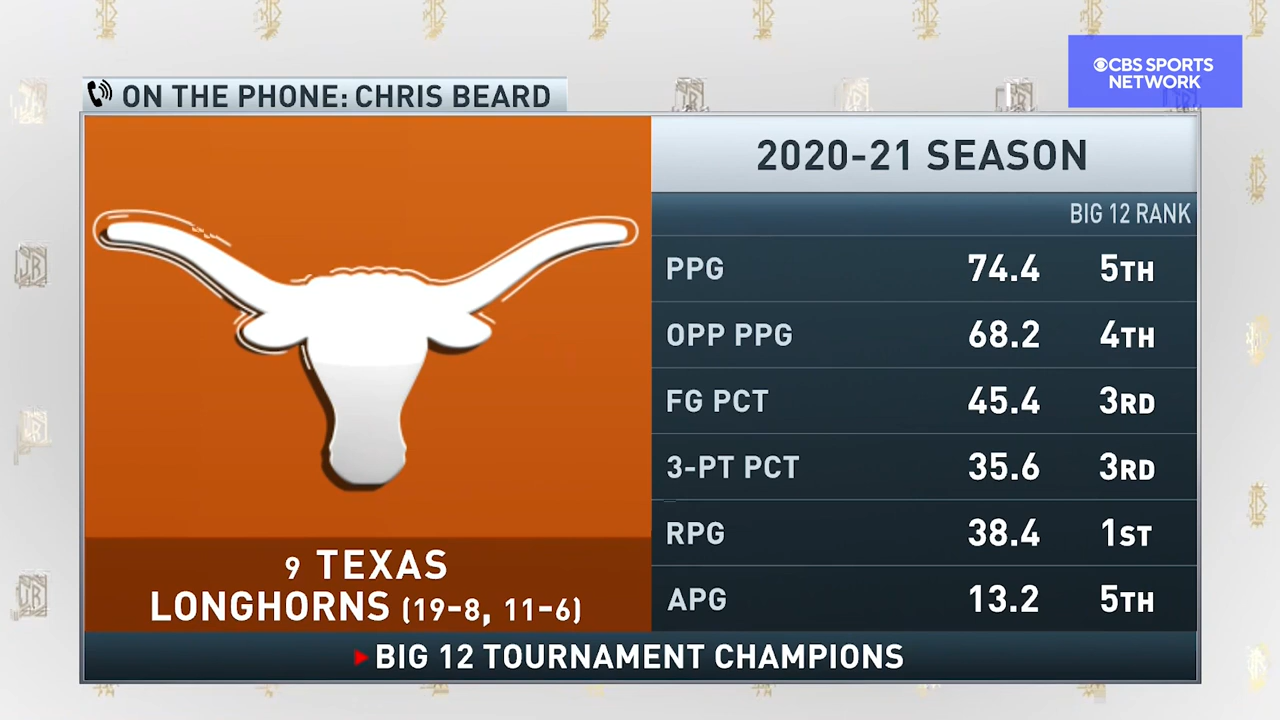 CBS SPORTS
NETWORK
ON THE PHONE: CHRIS BEARD
2020-21 SEASON
BIG 12 RANK
PPG 74.4 5TH
OPP PPG 68.2 4TH
FG PCT 45.4 3RD
3-PT PCT 35.6 3RD
RPG 38.4 1ST
APG 13.2 5TH
9 TEXAS
LONGHORNS (19-8, 11-6)
BIG 12 TOURNAMENT CHAMPIONS